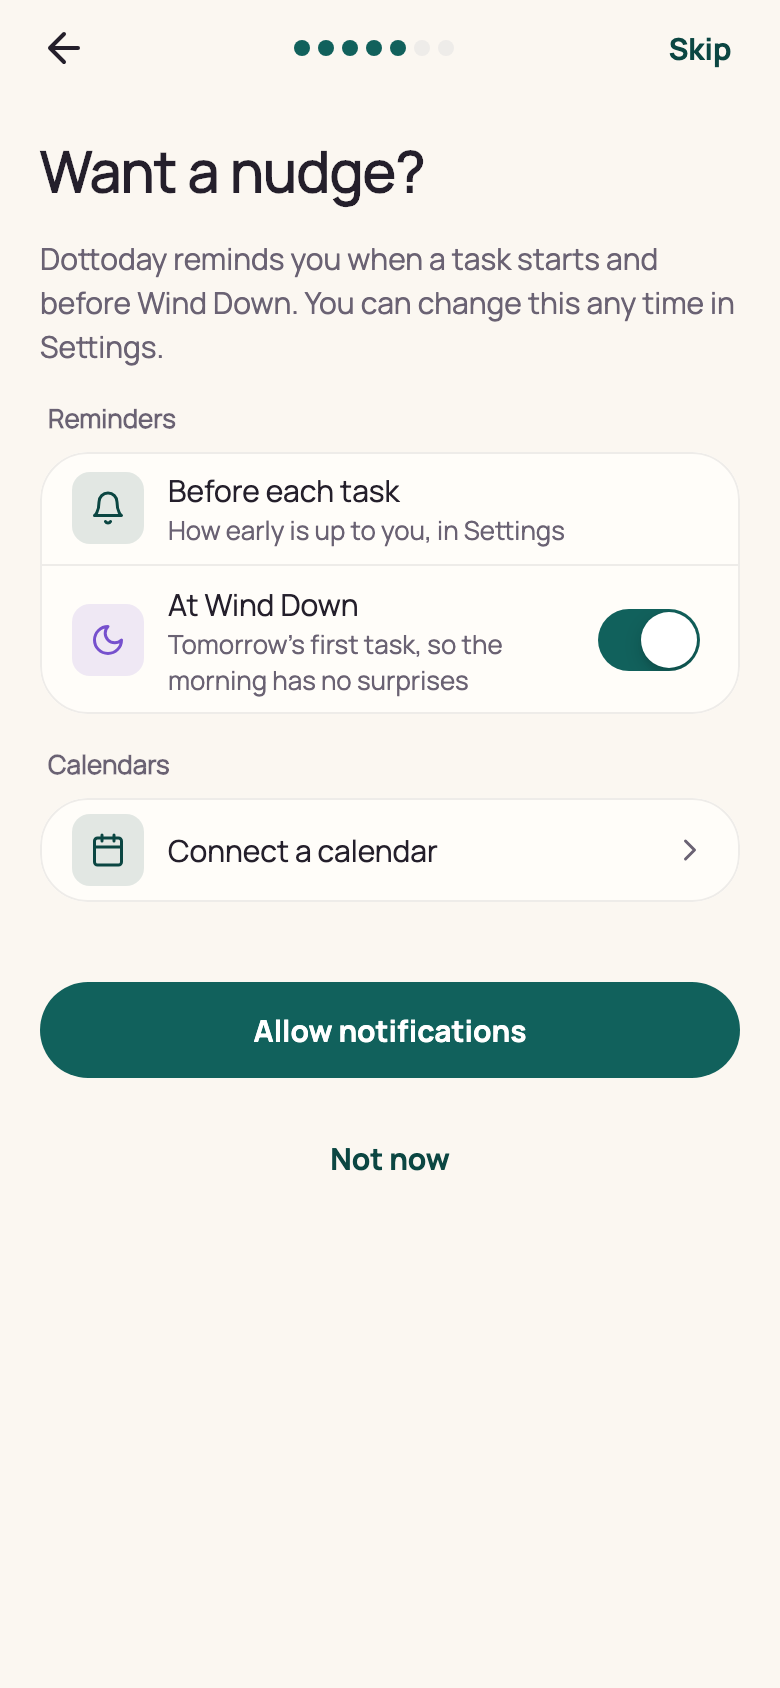 Skip
Want a nudge?
Dottoday reminds you when a task starts and
before Wind Down. You can change this any time in
Settings.
Reminders
Before each task
How early is up to you, in Settings
At Wind Down
Tomorrow’s first task, so the
morning has no surprises
Calendars
Connect a calendar
Allow notifications
Not now